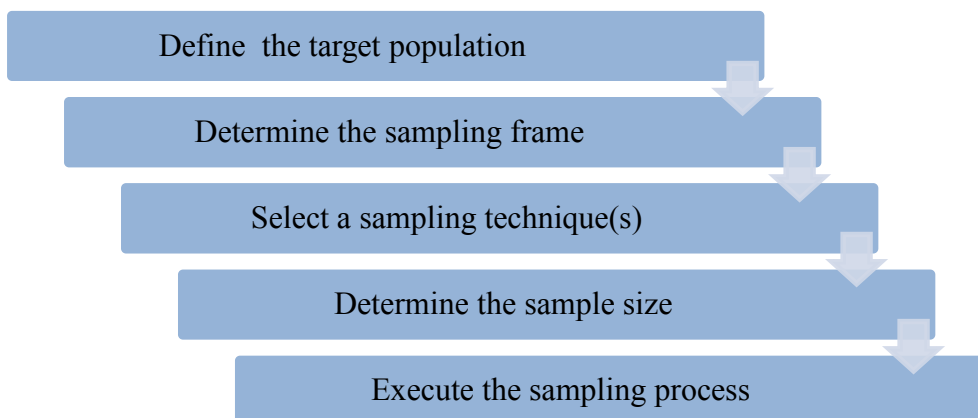 Define the target population
Determine the sampling frame
Select a sampling technique(s)
Determine the sample size
Execute the sampling process